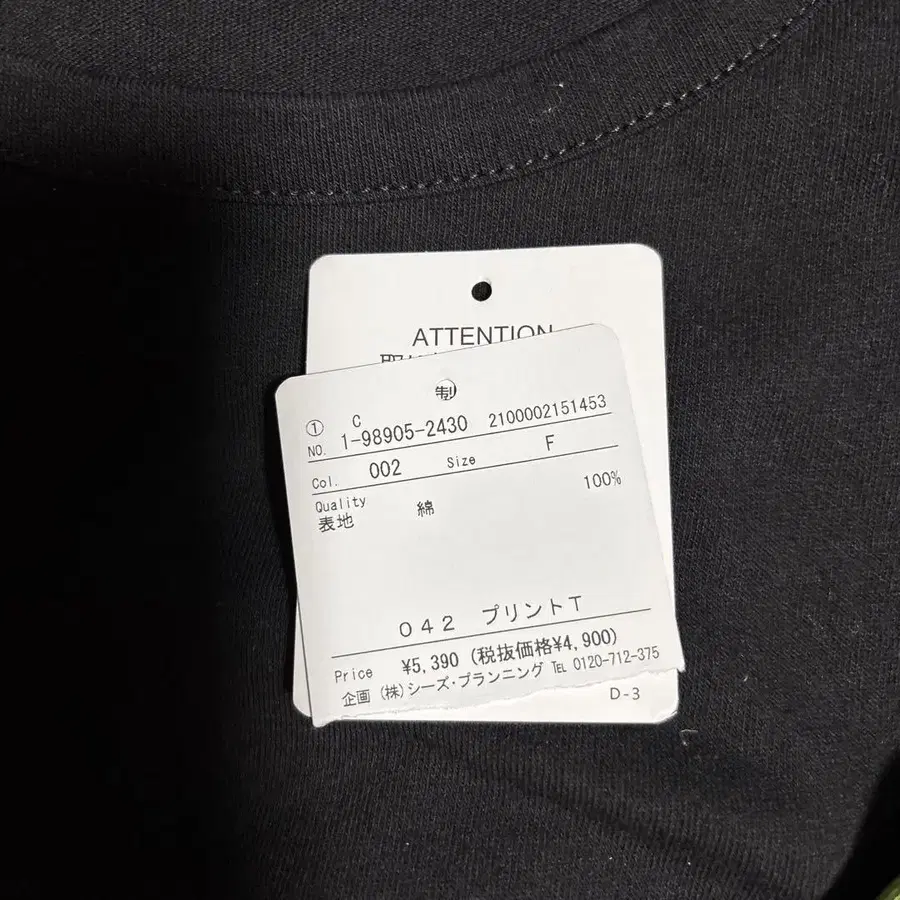 ATTENTION
制
① C
NO. 1-98905-2430 2100002151453
Col. 002 Size F
Quality
表地 綿 100%
042 プリントT
Price ¥5,390 (税抜価格¥4,900)
企画 (株)シーズ・プランニング TEL 0120-712-375
D-3